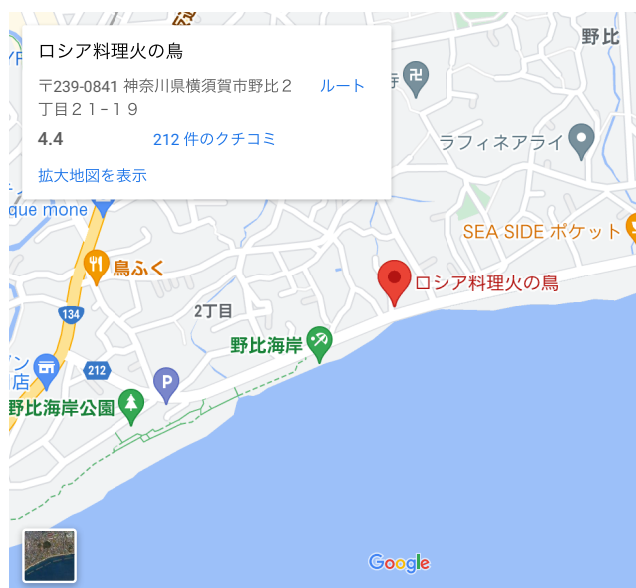 ロシア料理火の鳥
〒239-0841 神奈川県横須賀市野比２
丁目２１−１９
ルート
4.4
212 件のクチコミ
拡大地図を表示
野比
寺
ラフィネアライ
que mone
SEA SIDE ポケット
鳥ふく
ロシア料理火の鳥
134
2丁目
野比海岸
212
店
P
野比海岸公園
Google